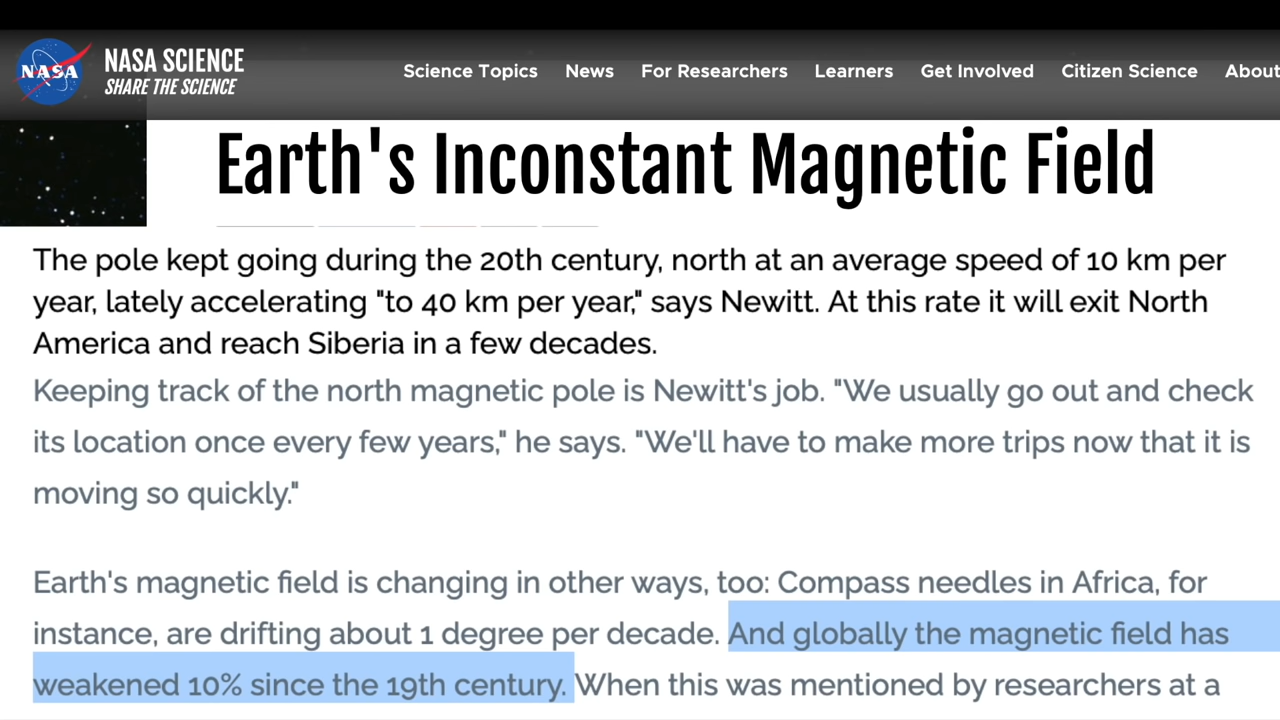 NASA
NASA SCIENCE
SHARE THE SCIENCE
Science Topics News For Researchers Learners Get Involved Citizen Science About
Earth's Inconstant Magnetic Field
The pole kept going during the 20th century, north at an average speed of 10 km per
year, lately accelerating "to 40 km per year," says Newitt. At this rate it will exit North
America and reach Siberia in a few decades.
Keeping track of the north magnetic pole is Newitt's job. "We usually go out and check
its location once every few years," he says. "We'll have to make more trips now that it is
moving so quickly."
Earth's magnetic field is changing in other ways, too: Compass needles in Africa, for
instance, are drifting about 1 degree per decade. And globally the magnetic field has
weakened 10% since the 19th century. When this was mentioned by researchers at a